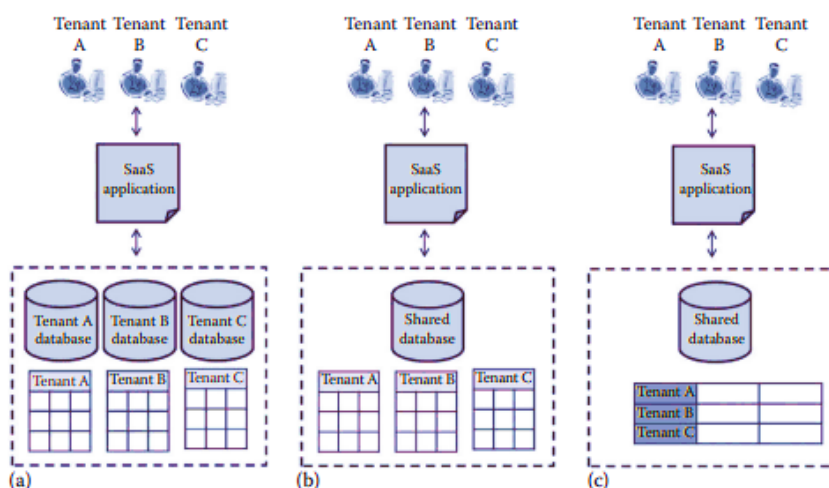 Tenant
A
Tenant
B
Tenant
C
SaaS
application
Tenant A
database
Tenant B
database
Tenant C
database
Tenant A
Tenant B
Tenant C
(a)
Tenant
A
Tenant
B
Tenant
C
SaaS
application
Shared
database
Tenant A
Tenant B
Tenant C
(b)
Tenant
A
Tenant
B
Tenant
C
SaaS
application
Shared
database
Tenant A
Tenant B
Tenant C
(c)